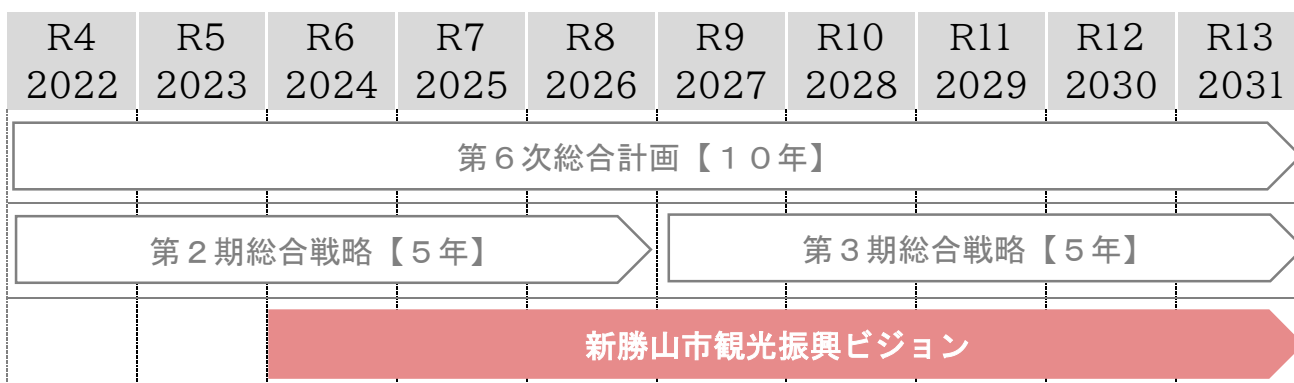 R4 R5 R6 R7 R8 R9 R10 R11 R12 R13
2022 2023 2024 2025 2026 2027 2028 2029 2030 2031
第６次総合計画【１０年】
第２期総合戦略【５年】 第３期総合戦略【５年】
新勝山市観光振興ビジョン